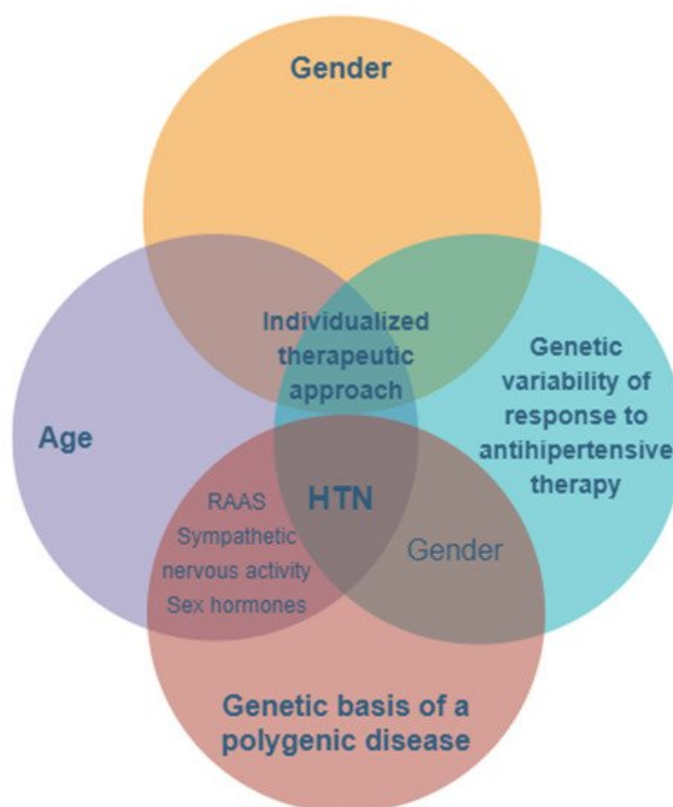 Gender
Individualized
therapeutic
approach
Genetic
variability of
response to
antihipertensive
therapy
Age
RAAS
Sympathetic
nervous activity
Sex hormones
HTN
Gender
Genetic basis of a
polygenic disease